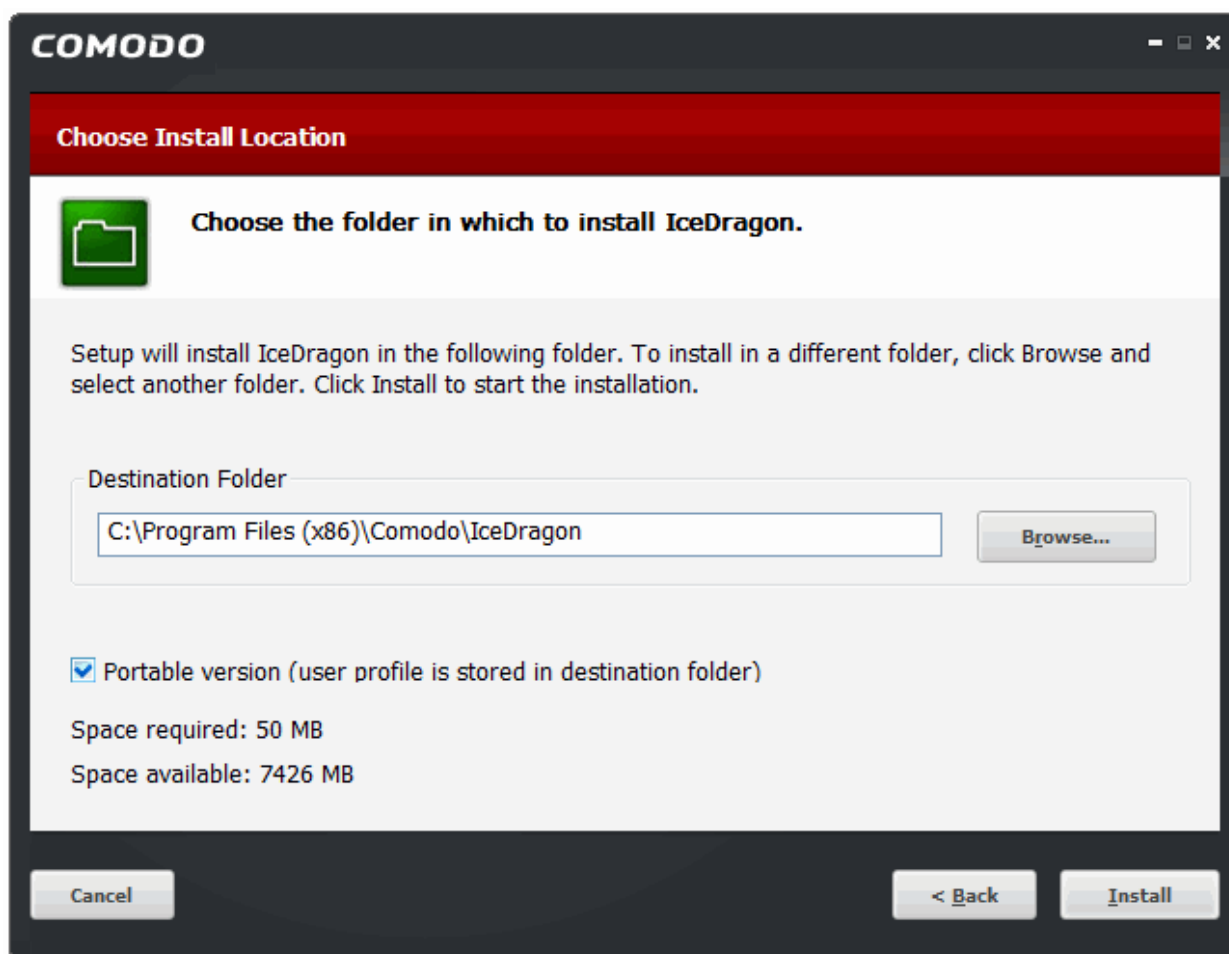 COMODO
Choose Install Location
Choose the folder in which to install IceDragon.
Setup will install IceDragon in the following folder. To install in a different folder, click Browse and
select another folder. Click Install to start the installation.
Destination Folder
C:\Program Files (x86)\Comodo\IceDragon
Browse...
Portable version (user profile is stored in destination folder)
Space required: 50 MB
Space available: 7426 MB
Cancel
< Back
Install